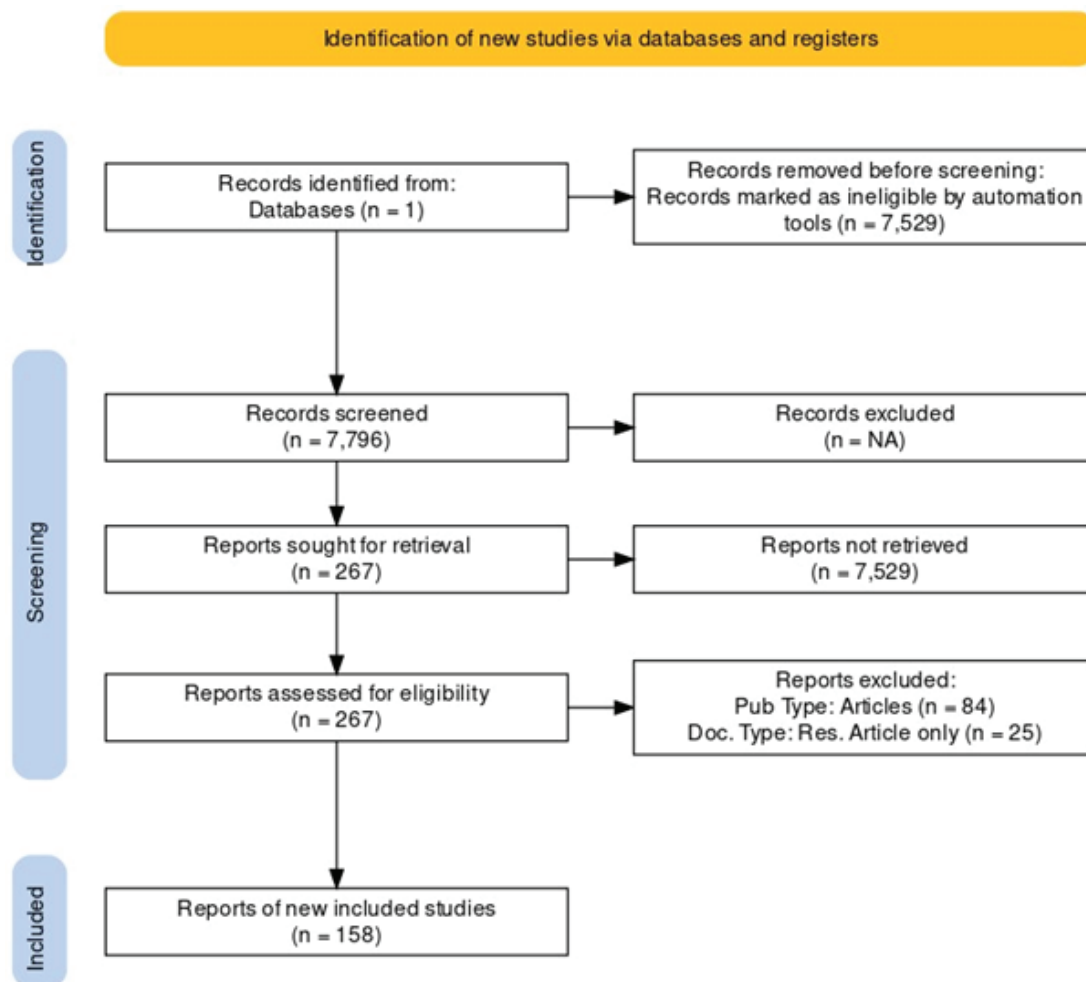 Identification of new studies via databases and registers
Identification
Records identified from:
Databases (n = 1)
Records removed before screening:
Records marked as ineligible by automation
tools (n = 7,529)
Screening
Records screened
(n = 7,796)
Records excluded
(n = NA)
Reports sought for retrieval
(n = 267)
Reports not retrieved
(n = 7,529)
Reports assessed for eligibility
(n = 267)
Reports excluded:
Pub Type: Articles (n = 84)
Doc. Type: Res. Article only (n = 25)
Included
Reports of new included studies
(n = 158)